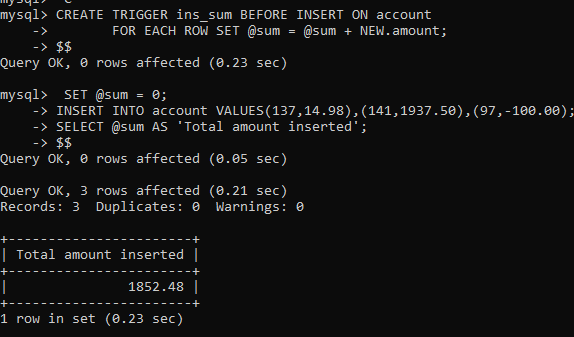 mysql> CREATE TRIGGER ins_sum BEFORE INSERT ON account
    ->        FOR EACH ROW SET @sum = @sum + NEW.amount;
    -> $$
Query OK, 0 rows affected (0.23 sec)

mysql>  SET @sum = 0;
    -> INSERT INTO account VALUES(137,14.98),(141,1937.50),(97,-100.00);
    -> SELECT @sum AS 'Total amount inserted';
    -> $$
Query OK, 0 rows affected (0.05 sec)

Query OK, 3 rows affected (0.21 sec)
Records: 3  Duplicates: 0  Warnings: 0

+-----------------------+
| Total amount inserted |
+-----------------------+
|               1852.48 |
+-----------------------+
1 row in set (0.23 sec)